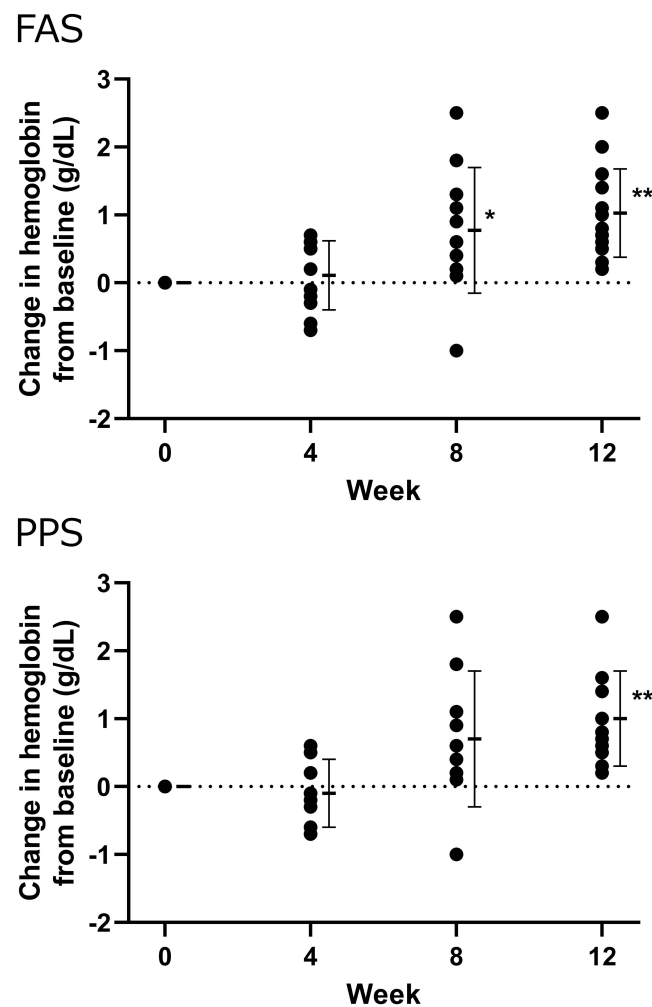 FAS
Change in hemoglobin
from baseline (g/dL)
3
2
1
0
-1
-2
*
**
0 4 8 12
Week
PPS
Change in hemoglobin
from baseline (g/dL)
3
2
1
0
-1
-2
**
0 4 8 12
Week